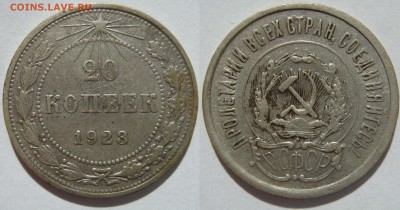 COINS.LAVE.RU
20
КОПЕЕК
1923
ПРОЛЕТАРИИ ВСЕХ СТРАН, СОЕДИНЯЙТЕСЬ!
РСФСР